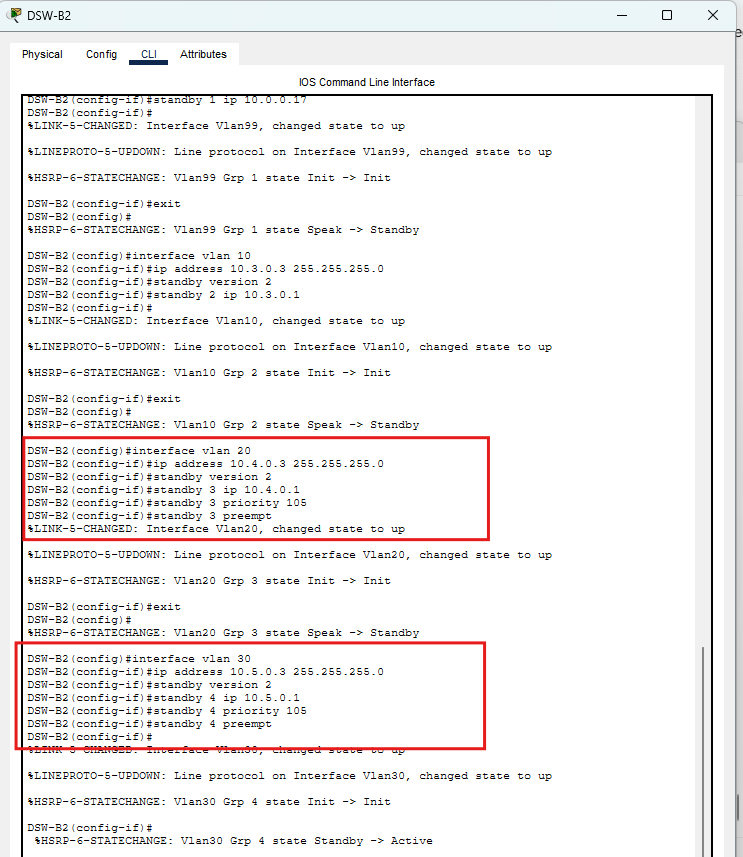 DSW-B2
Physical Config CLI Attributes
IOS Command Line Interface
DSW-B2(config-if)#standby 1 ip 10.0.0.17
DSW-B2(config-if)#
%LINK-5-CHANGED: Interface Vlan99, changed state to up
%LINEPROTO-5-UPDOWN: Line protocol on Interface Vlan99, changed state to up
%HSRP-6-STATECHANGE: Vlan99 Grp 1 state Init -> Init
DSW-B2(config-if)#exit
DSW-B2(config)#
%HSRP-6-STATECHANGE: Vlan99 Grp 1 state Speak -> Standby
DSW-B2(config)#interface vlan 10
DSW-B2(config-if)#ip address 10.3.0.3 255.255.255.0
DSW-B2(config-if)#standby version 2
DSW-B2(config-if)#standby 2 ip 10.3.0.1
DSW-B2(config-if)#
%LINK-5-CHANGED: Interface Vlan10, changed state to up
%LINEPROTO-5-UPDOWN: Line protocol on Interface Vlan10, changed state to up
%HSRP-6-STATECHANGE: Vlan10 Grp 2 state Init -> Init
DSW-B2(config-if)#exit
DSW-B2(config)#
%HSRP-6-STATECHANGE: Vlan10 Grp 2 state Speak -> Standby
DSW-B2(config)#interface vlan 20
DSW-B2(config-if)#ip address 10.4.0.3 255.255.255.0
DSW-B2(config-if)#standby version 2
DSW-B2(config-if)#standby 3 ip 10.4.0.1
DSW-B2(config-if)#standby 3 priority 105
DSW-B2(config-if)#standby 3 preempt
%LINK-5-CHANGED: Interface Vlan20, changed state to up
%LINEPROTO-5-UPDOWN: Line protocol on Interface Vlan20, changed state to up
%HSRP-6-STATECHANGE: Vlan20 Grp 3 state Init -> Init
DSW-B2(config-if)#exit
DSW-B2(config)#
%HSRP-6-STATECHANGE: Vlan20 Grp 3 state Speak -> Standby
DSW-B2(config)#interface vlan 30
DSW-B2(config-if)#ip address 10.5.0.3 255.255.255.0
DSW-B2(config-if)#standby version 2
DSW-B2(config-if)#standby 4 ip 10.5.0.1
DSW-B2(config-if)#standby 4 priority 105
DSW-B2(config-if)#standby 4 preempt
DSW-B2(config-if)#
%LINK-5-CHANGED: Interface Vlan30, changed state to up
%LINEPROTO-5-UPDOWN: Line protocol on Interface Vlan30, changed state to up
%HSRP-6-STATECHANGE: Vlan30 Grp 4 state Init -> Init
DSW-B2(config-if)#
%HSRP-6-STATECHANGE: Vlan30 Grp 4 state Standby -> Active